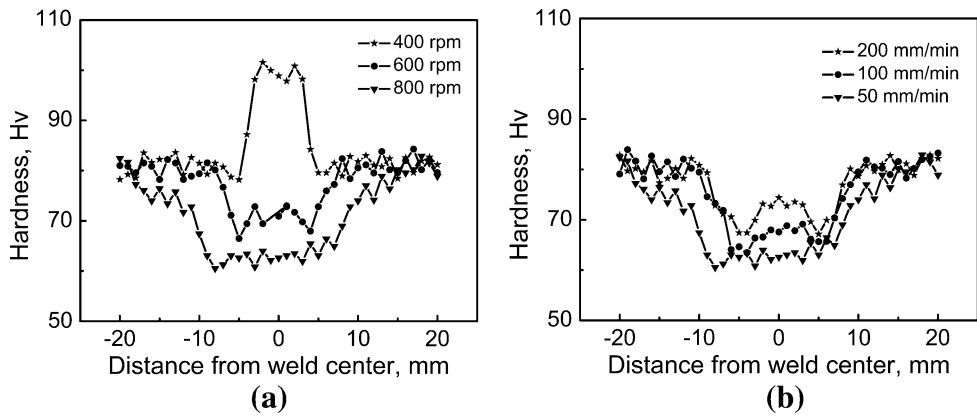 (a)
110
90
70
50
Hardness, Hv
400 rpm
600 rpm
800 rpm
-20 -10 0 10 20
Distance from weld center, mm
(a)
(b)
110
90
70
50
Hardness, Hv
200 mm/min
100 mm/min
50 mm/min
-20 -10 0 10 20
Distance from weld center, mm
(b)